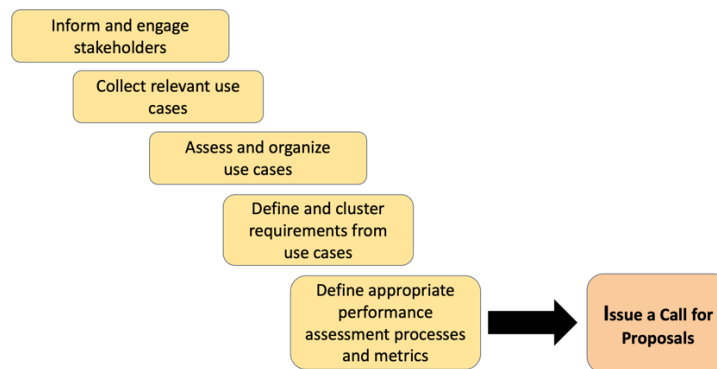 Inform and engage
stakeholders
Collect relevant use
cases
Assess and organize
use cases
Define and cluster
requirements from
use cases
Define appropriate
performance
assessment processes
and metrics
Issue a Call for
Proposals